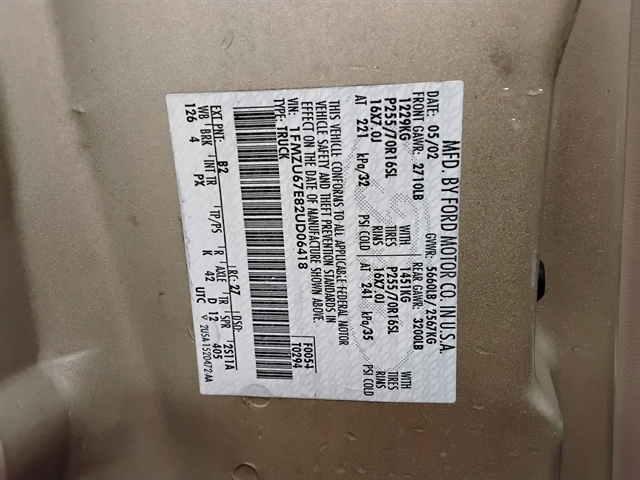 MFD. BY FORD MOTOR CO. IN U.S.A.
DATE: 05/02 GVWR: 5660LB/ 2567KG
FRONT GAWR: 2710LB REAR GAWR: 3200LB
1229KG WITH 1451KG WITH
P255/70R16SL TIRES P255/70R16SL TIRES
16X7.0J RIMS 16X7.0J RIMS
AT 221 kPa/32 PSI COLD AT 241 kPa/35 PSI COLD
THIS VEHICLE CONFORMS TO ALL APPLICABLE FEDERAL MOTOR
VEHICLE SAFETY AND THEFT PREVENTION STANDARDS IN
EFFECT ON THE DATE OF MANUFACTURE SHOWN ABOVE.
VIN: 1FMZU67E82UD06418
TYPE: TRUCK
F0054
T0294
EXT PNT: B2 RC: 27 DSO:
WB BRK INT TR TP/PS R AXLE TR SPR 2S11A
126 4 PX K 42 D 12 405
UTC 2U5A-1520472-AA